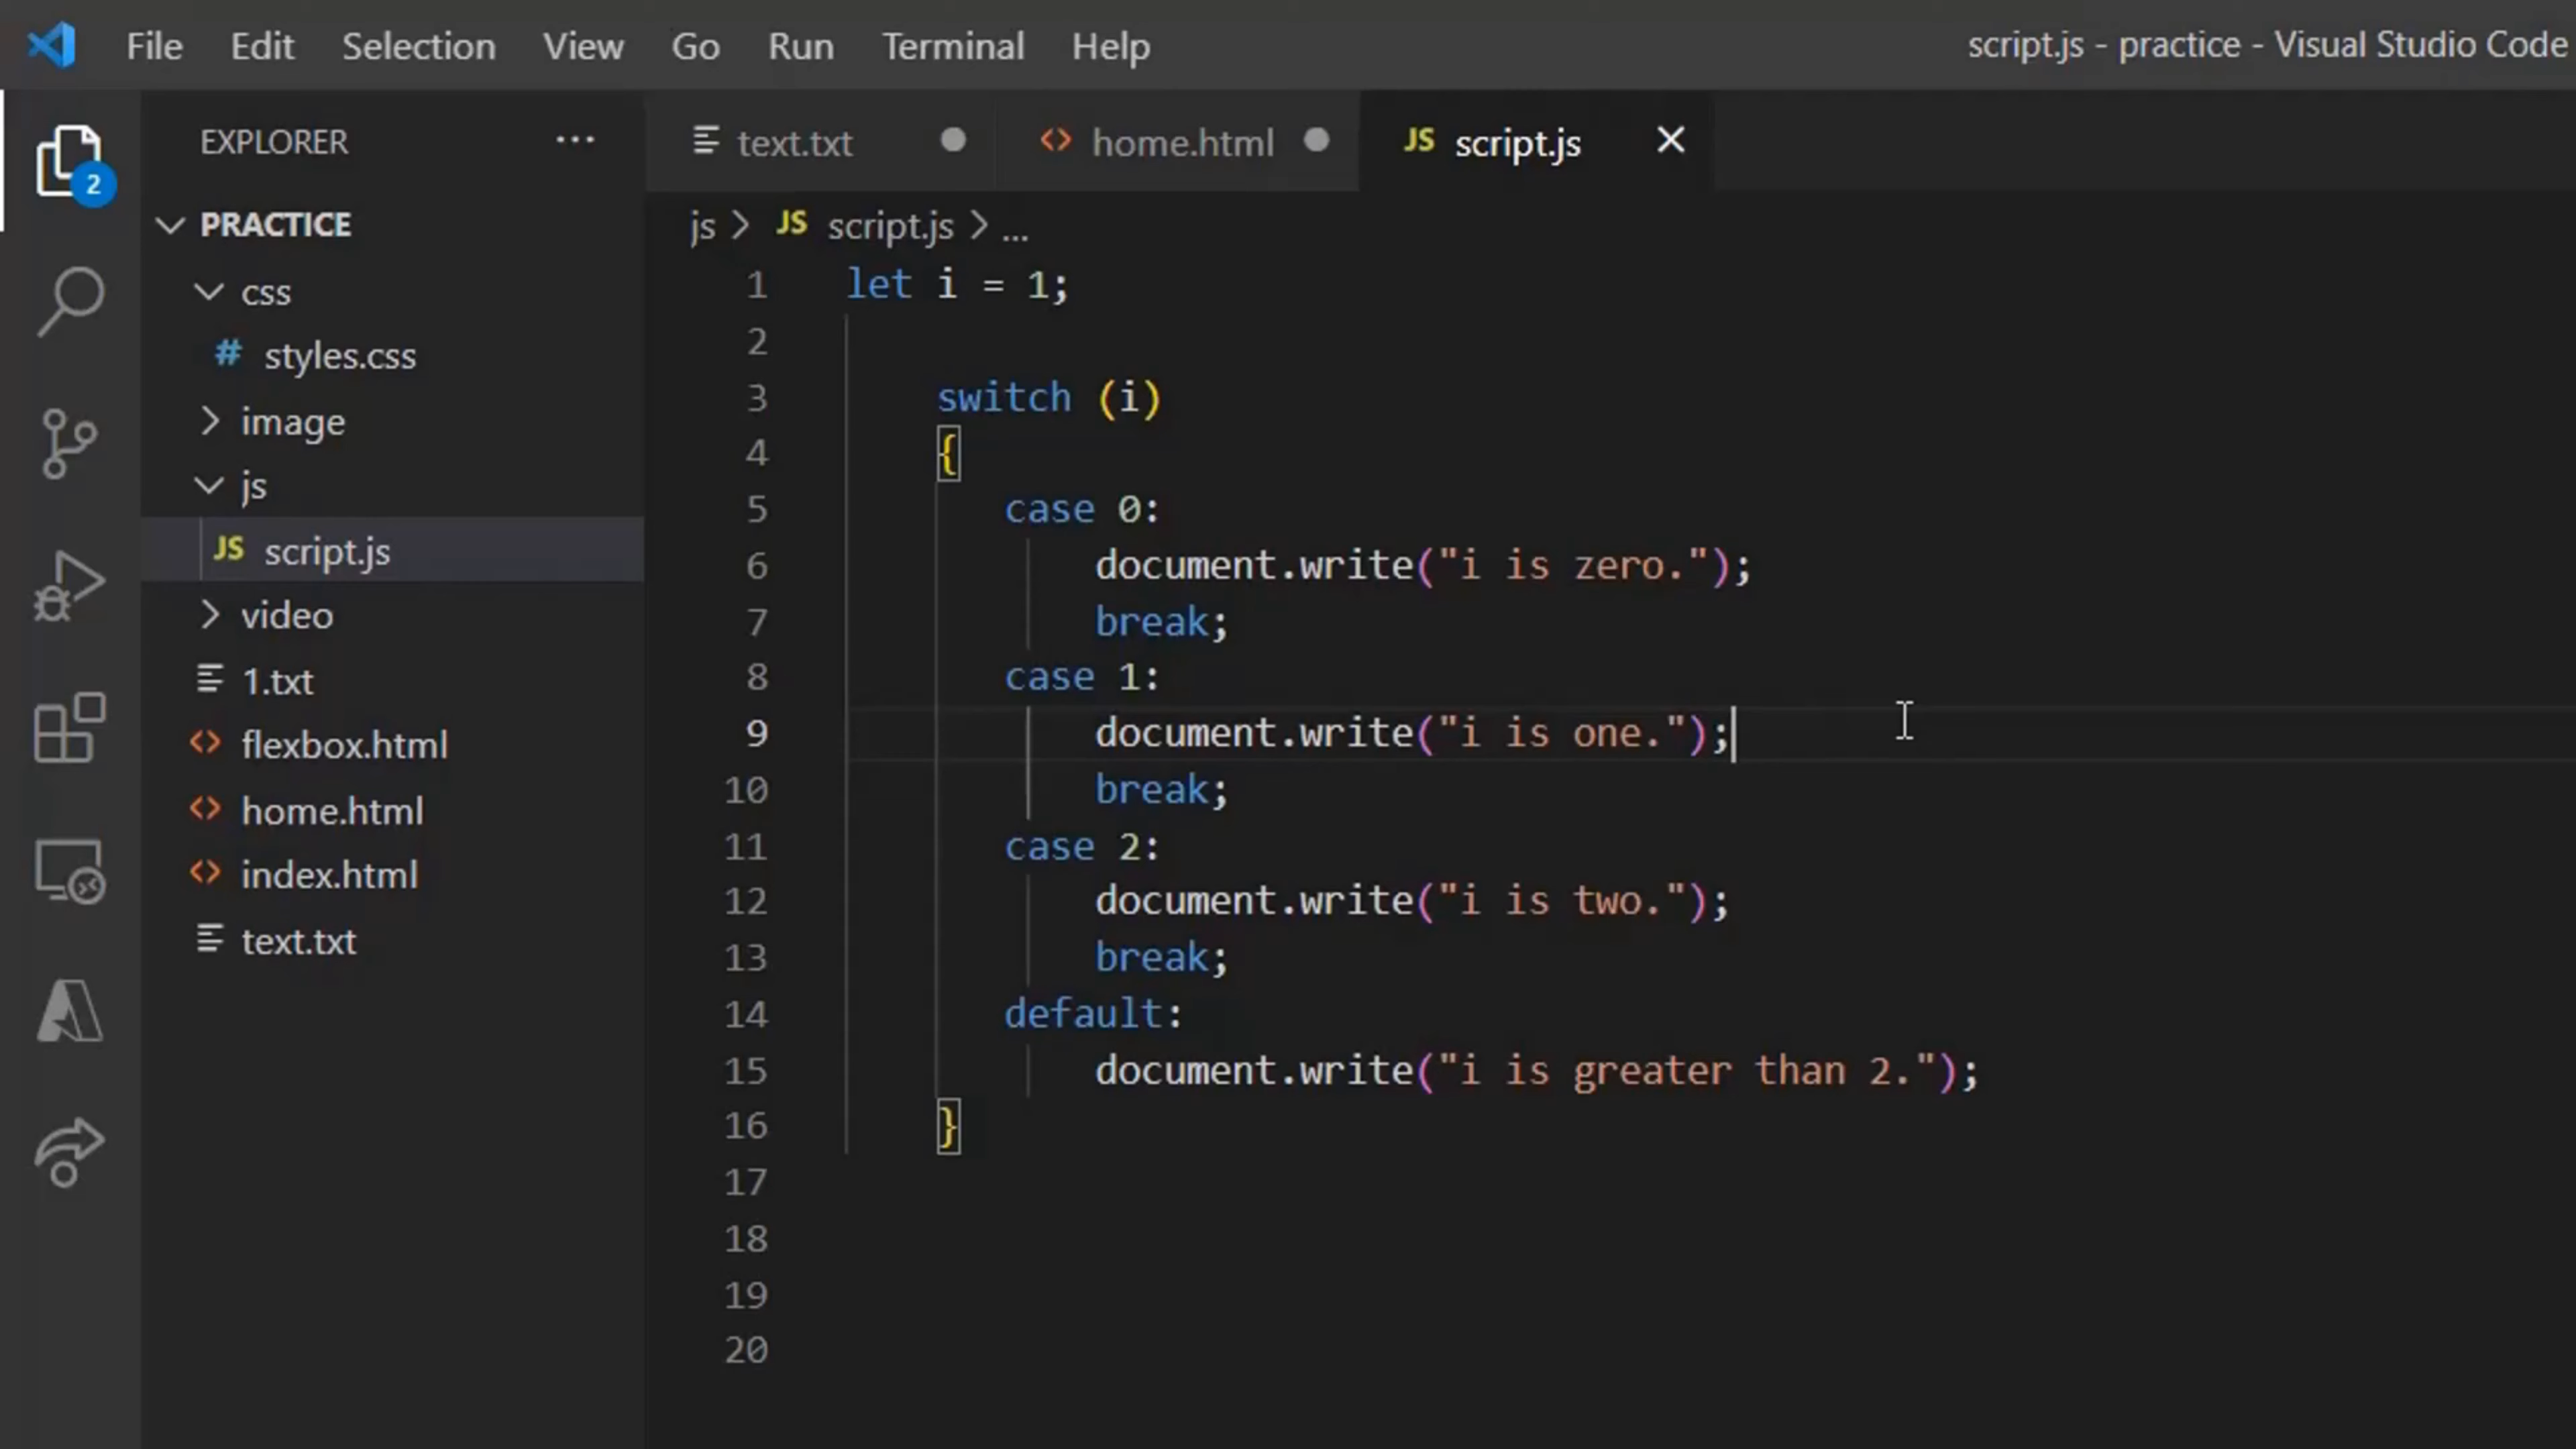 File Edit Selection View Go Run Terminal Help
script.js - practice - Visual Studio Code
2
EXPLORER ...
PRACTICE
css
# styles.css
image
js
JS script.js
video
1.txt
<> flexbox.html
<> home.html
<> index.html
text.txt
text.txt
<> home.html
JS script.js
js > JS script.js > ...
1 let i = 1;
2
3 switch (i)
4 {
5 case 0:
6 document.write("i is zero.");
7 break;
8 case 1:
9 document.write("i is one.");
10 break;
11 case 2:
12 document.write("i is two.");
13 break;
14 default:
15 document.write("i is greater than 2.");
16 }
17
18
19
20